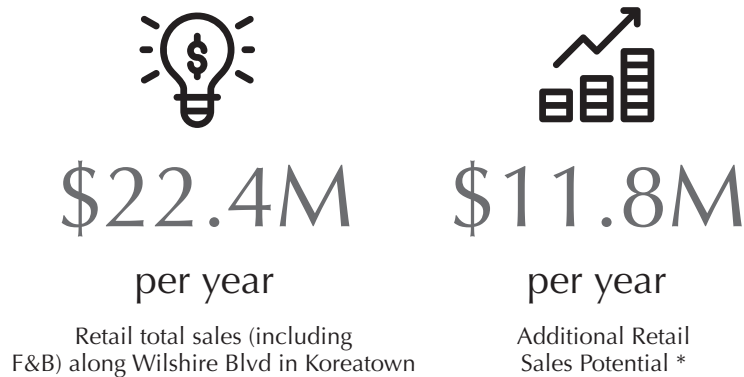 $
$22.4M
per year
Retail total sales (including
F&B) along Wilshire Blvd in Koreatown
$11.8M
per year
Additional Retail
Sales Potential *